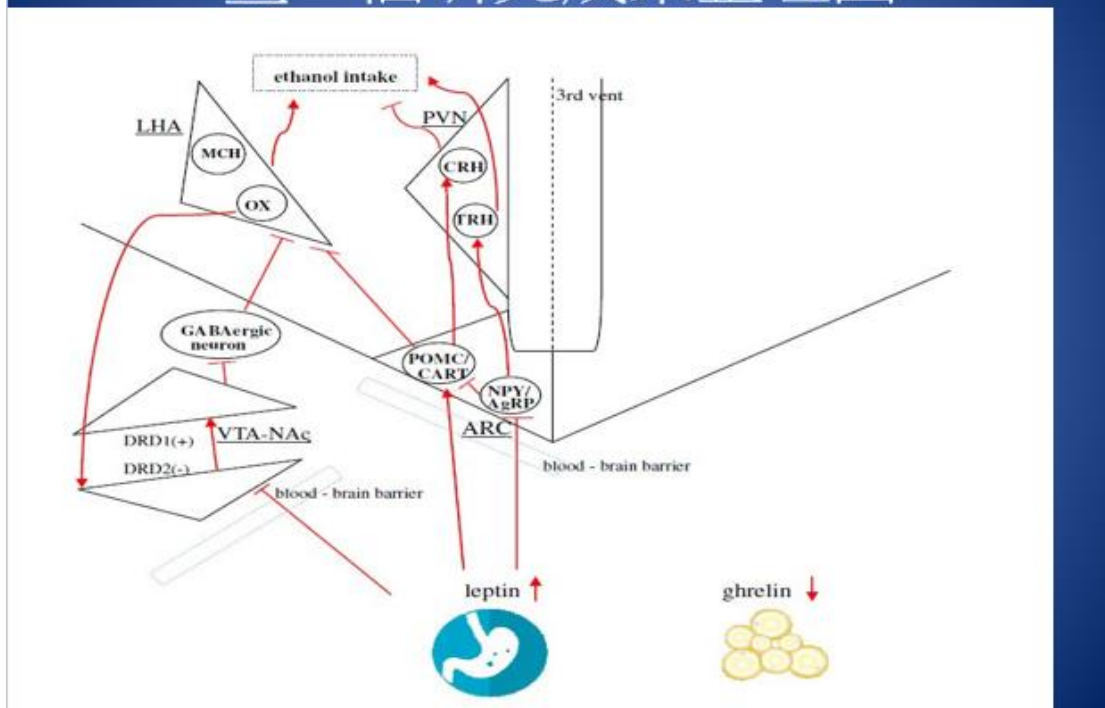 ethanol intake
3rd vent
PVN
LHA
MCH
CRH
OX
TRH
GABAergic
neuron
POMC/
CART
NPY/
AgRP
ARC
VTA-NAc
DRD1(+)
DRD2(-)
blood - brain barrier
blood - brain barrier
leptin
ghrelin